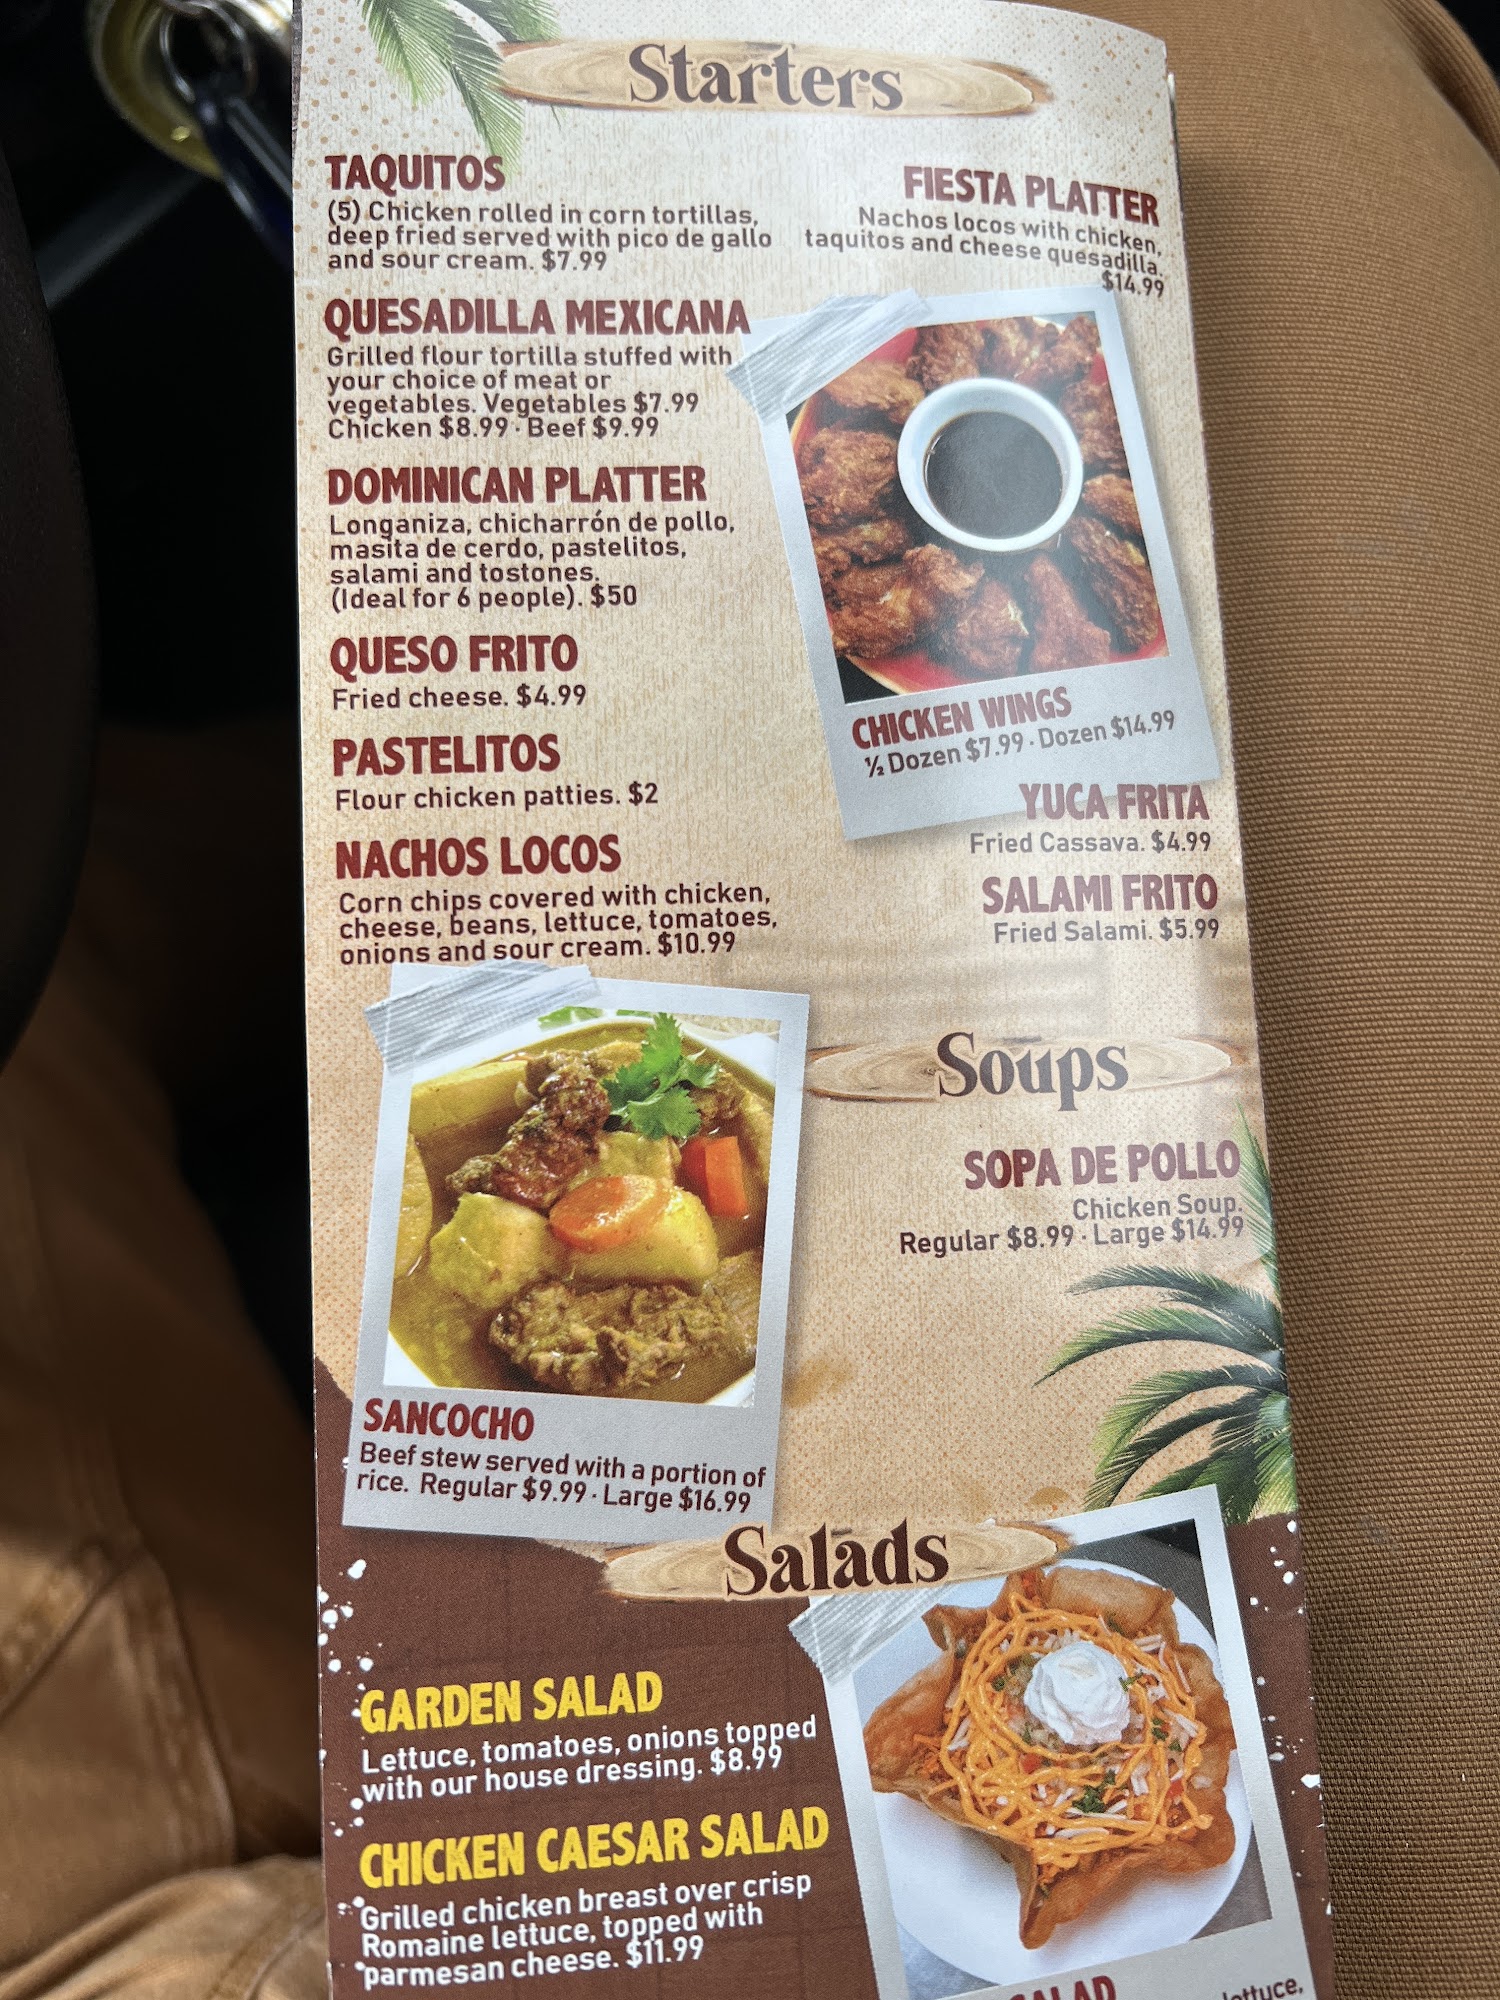 Starters
TAQUITOS
(5) Chicken rolled in corn tortillas,
deep fried served with pico de gallo
and sour cream. $7.99
QUESADILLA MEXICANA
Grilled flour tortilla stuffed with
your choice of meat or
vegetables. Vegetables $7.99
Chicken $8.99 · Beef $9.99
DOMINICAN PLATTER
Longaniza, chicharrón de pollo,
masita de cerdo, pastelitos,
salami and tostones.
(Ideal for 6 people). $50
QUESO FRITO
Fried cheese. $4.99
PASTELITOS
Flour chicken patties. $2
NACHOS LOCOS
Corn chips covered with chicken,
cheese, beans, lettuce, tomatoes,
onions and sour cream. $10.99
FIESTA PLATTER
Nachos locos with chicken,
taquitos and cheese quesadilla.
$14.99
CHICKEN WINGS
½ Dozen $7.99 · Dozen $14.99
YUCA FRITA
Fried Cassava. $4.99
SALAMI FRITO
Fried Salami. $5.99
Soups
SOPA DE POLLO
Chicken Soup.
Regular $8.99 · Large $14.99
SANCOCHO
Beef stew served with a portion of
rice. Regular $9.99 · Large $16.99
Salads
GARDEN SALAD
Lettuce, tomatoes, onions topped
with our house dressing. $8.99
CHICKEN CAESAR SALAD
Grilled chicken breast over crisp
Romaine lettuce, topped with
parmesan cheese. $11.99
SALAD
lettuce,